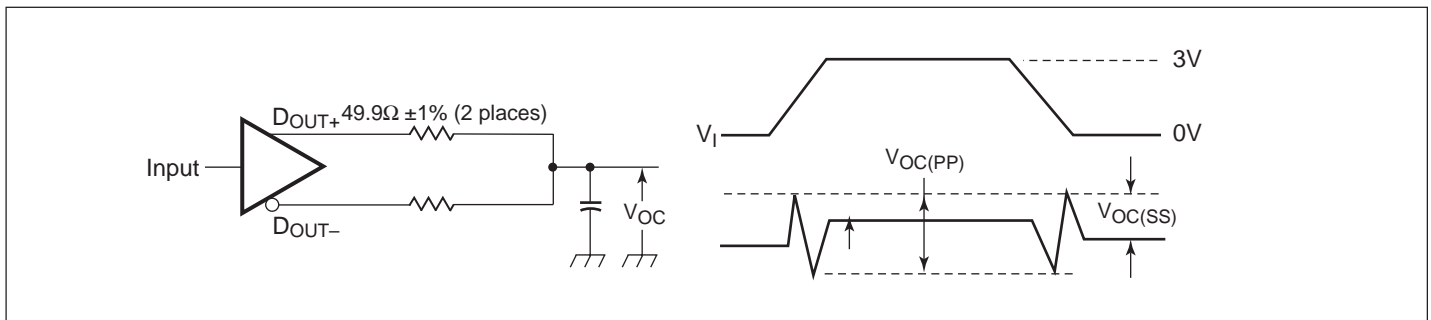 Input
DOUT+
49.9Ω ±1% (2 places)
DOUT–
VOC
VI
3V
0V
VOC(PP)
VOC(SS)